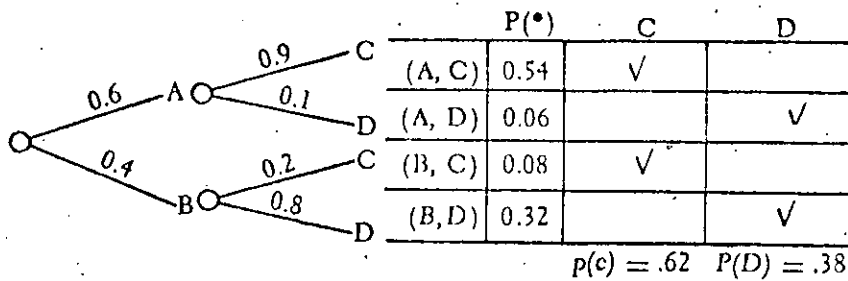 P(•) C D
0.9 C (A, C) 0.54 √
0.6 A 0.1 D (A, D) 0.06 √
0.4 B 0.2 C (B, C) 0.08 √
0.8 D (B,D) 0.32 √
p(c) = .62 P(D) = .38